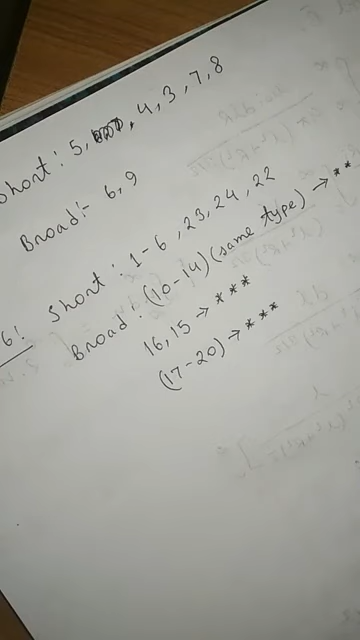 Short: 5, 4, 3, 7, 8
Broad:- 6, 9
6! Short: 1-6, 23, 24, 22
Broad: (10-14) (same type) → **
16, 15 → ***
(17-20) → ***